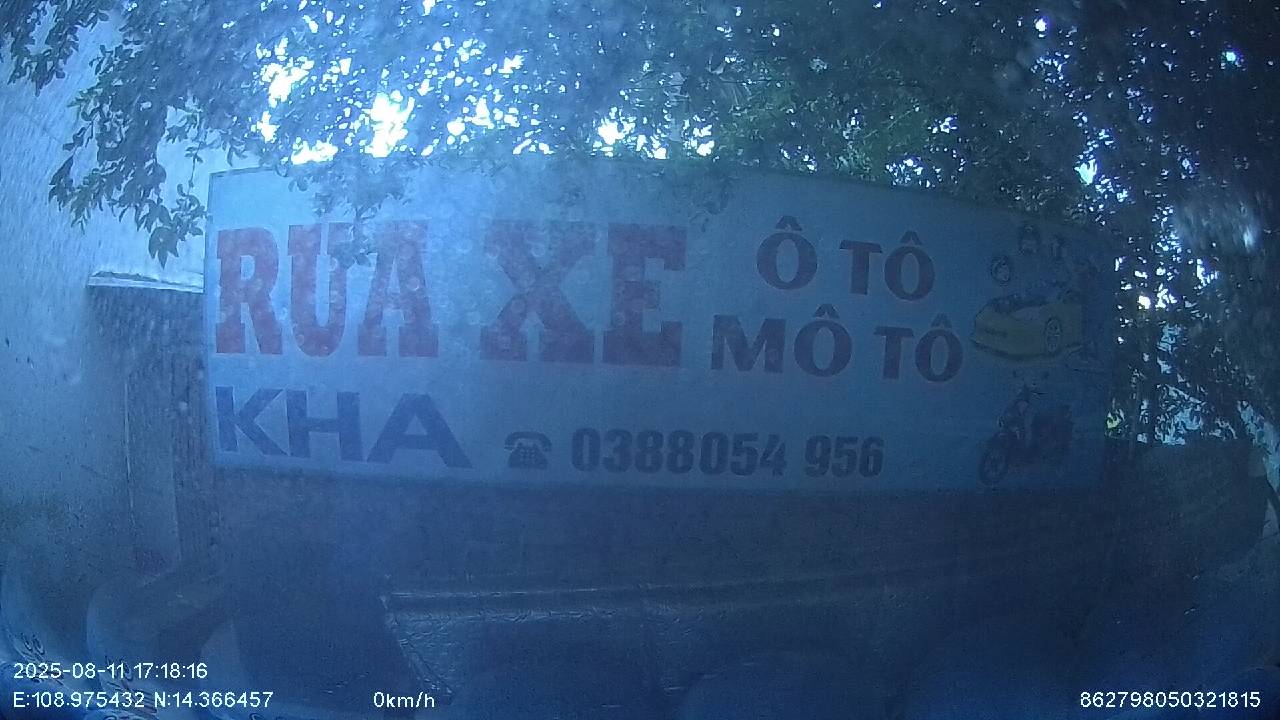 RỬA XE Ô TÔ
MÔ TÔ
KHA ☎ 0388054 956
2025-08-11 17:18:16
E:108.975432 N:14.366457 0km/h 862798050321815